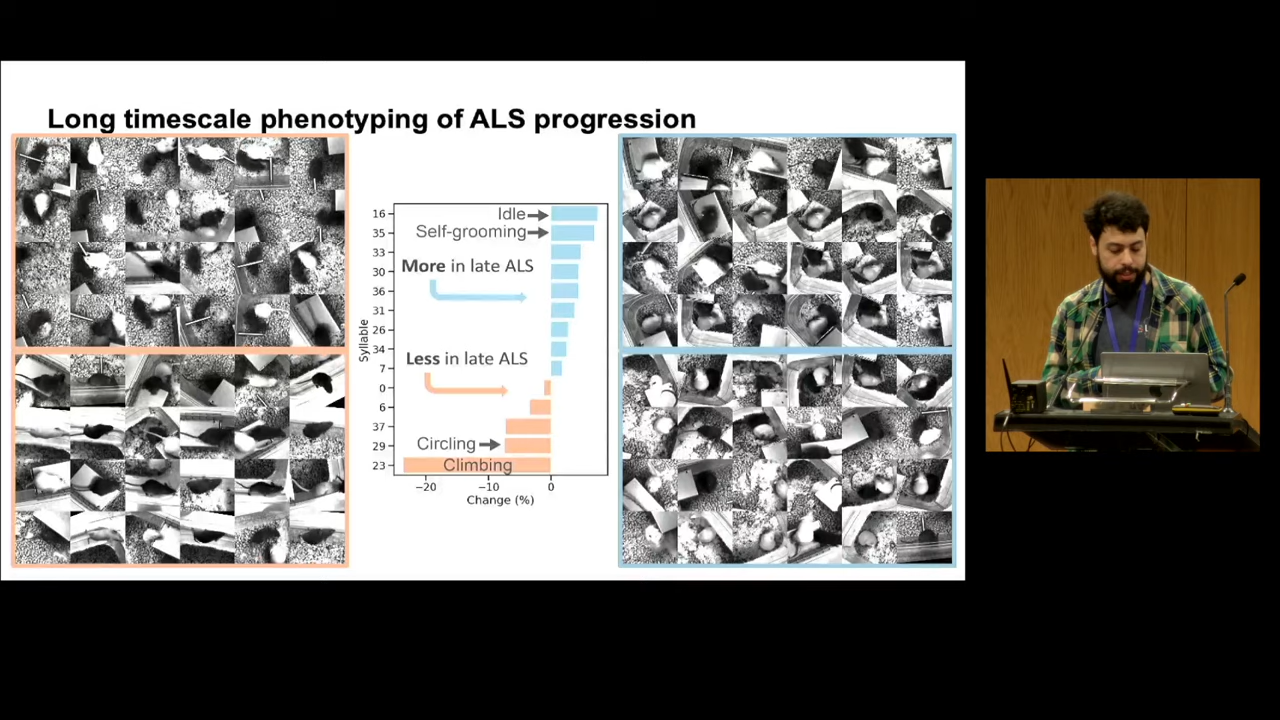 Long timescale phenotyping of ALS progression
16
Idle
35
Self-grooming
33
30
More in late ALS
36
31
26
34
7
Less in late ALS
0
6
37
29
Circling
23
Climbing
Syllable
−20
−10
0
Change (%)